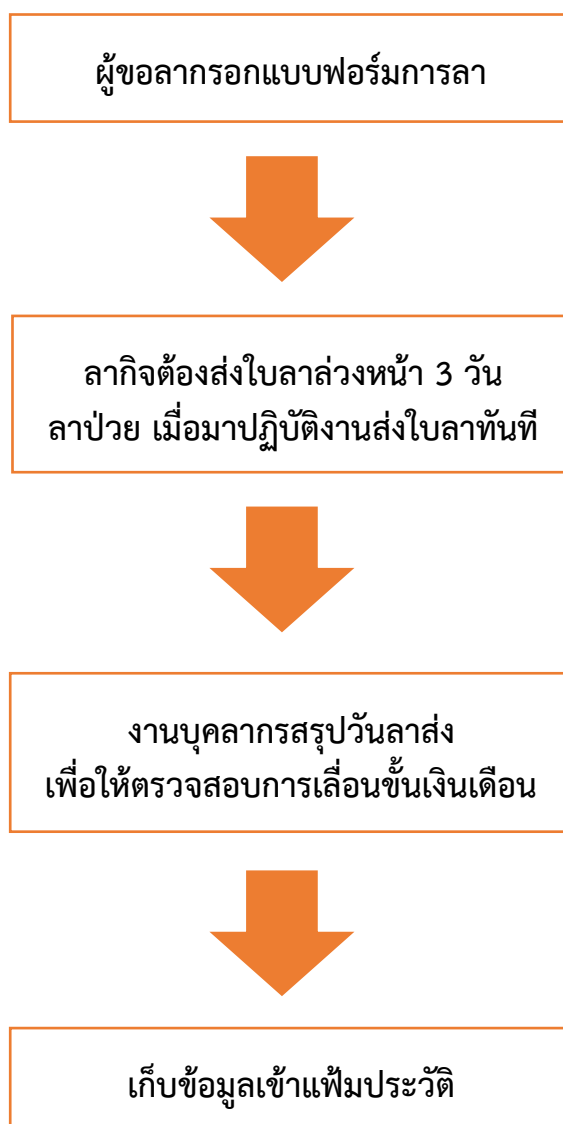 ผู้ขอลากรอกแบบฟอร์มการลา
ลากิจต้องส่งใบลาล่วงหน้า 3 วัน
ลาป่วย เมื่อมาปฏิบัติงานส่งใบลาทันที
งานบุคลากรสรุปวันลาส่ง
เพื่อให้ตรวจสอบการเลื่อนขั้นเงินเดือน
เก็บข้อมูลเข้าแฟ้มประวัติ